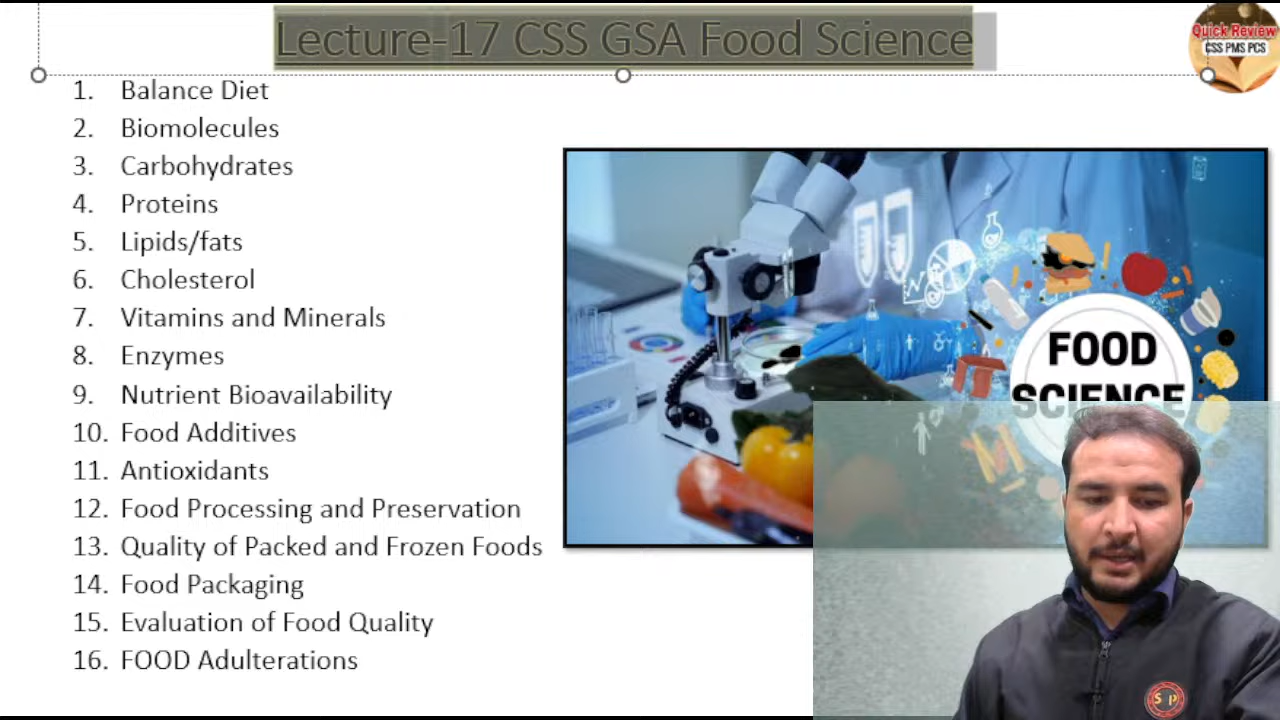 Lecture-17 CSS GSA Food Science
Quick Review
CSS PMS PCS
1. Balance Diet
2. Biomolecules
3. Carbohydrates
4. Proteins
5. Lipids/fats
6. Cholesterol
7. Vitamins and Minerals
8. Enzymes
9. Nutrient Bioavailability
10. Food Additives
11. Antioxidants
12. Food Processing and Preservation
13. Quality of Packed and Frozen Foods
14. Food Packaging
15. Evaluation of Food Quality
16. FOOD Adulterations
FOOD
SCIENCE